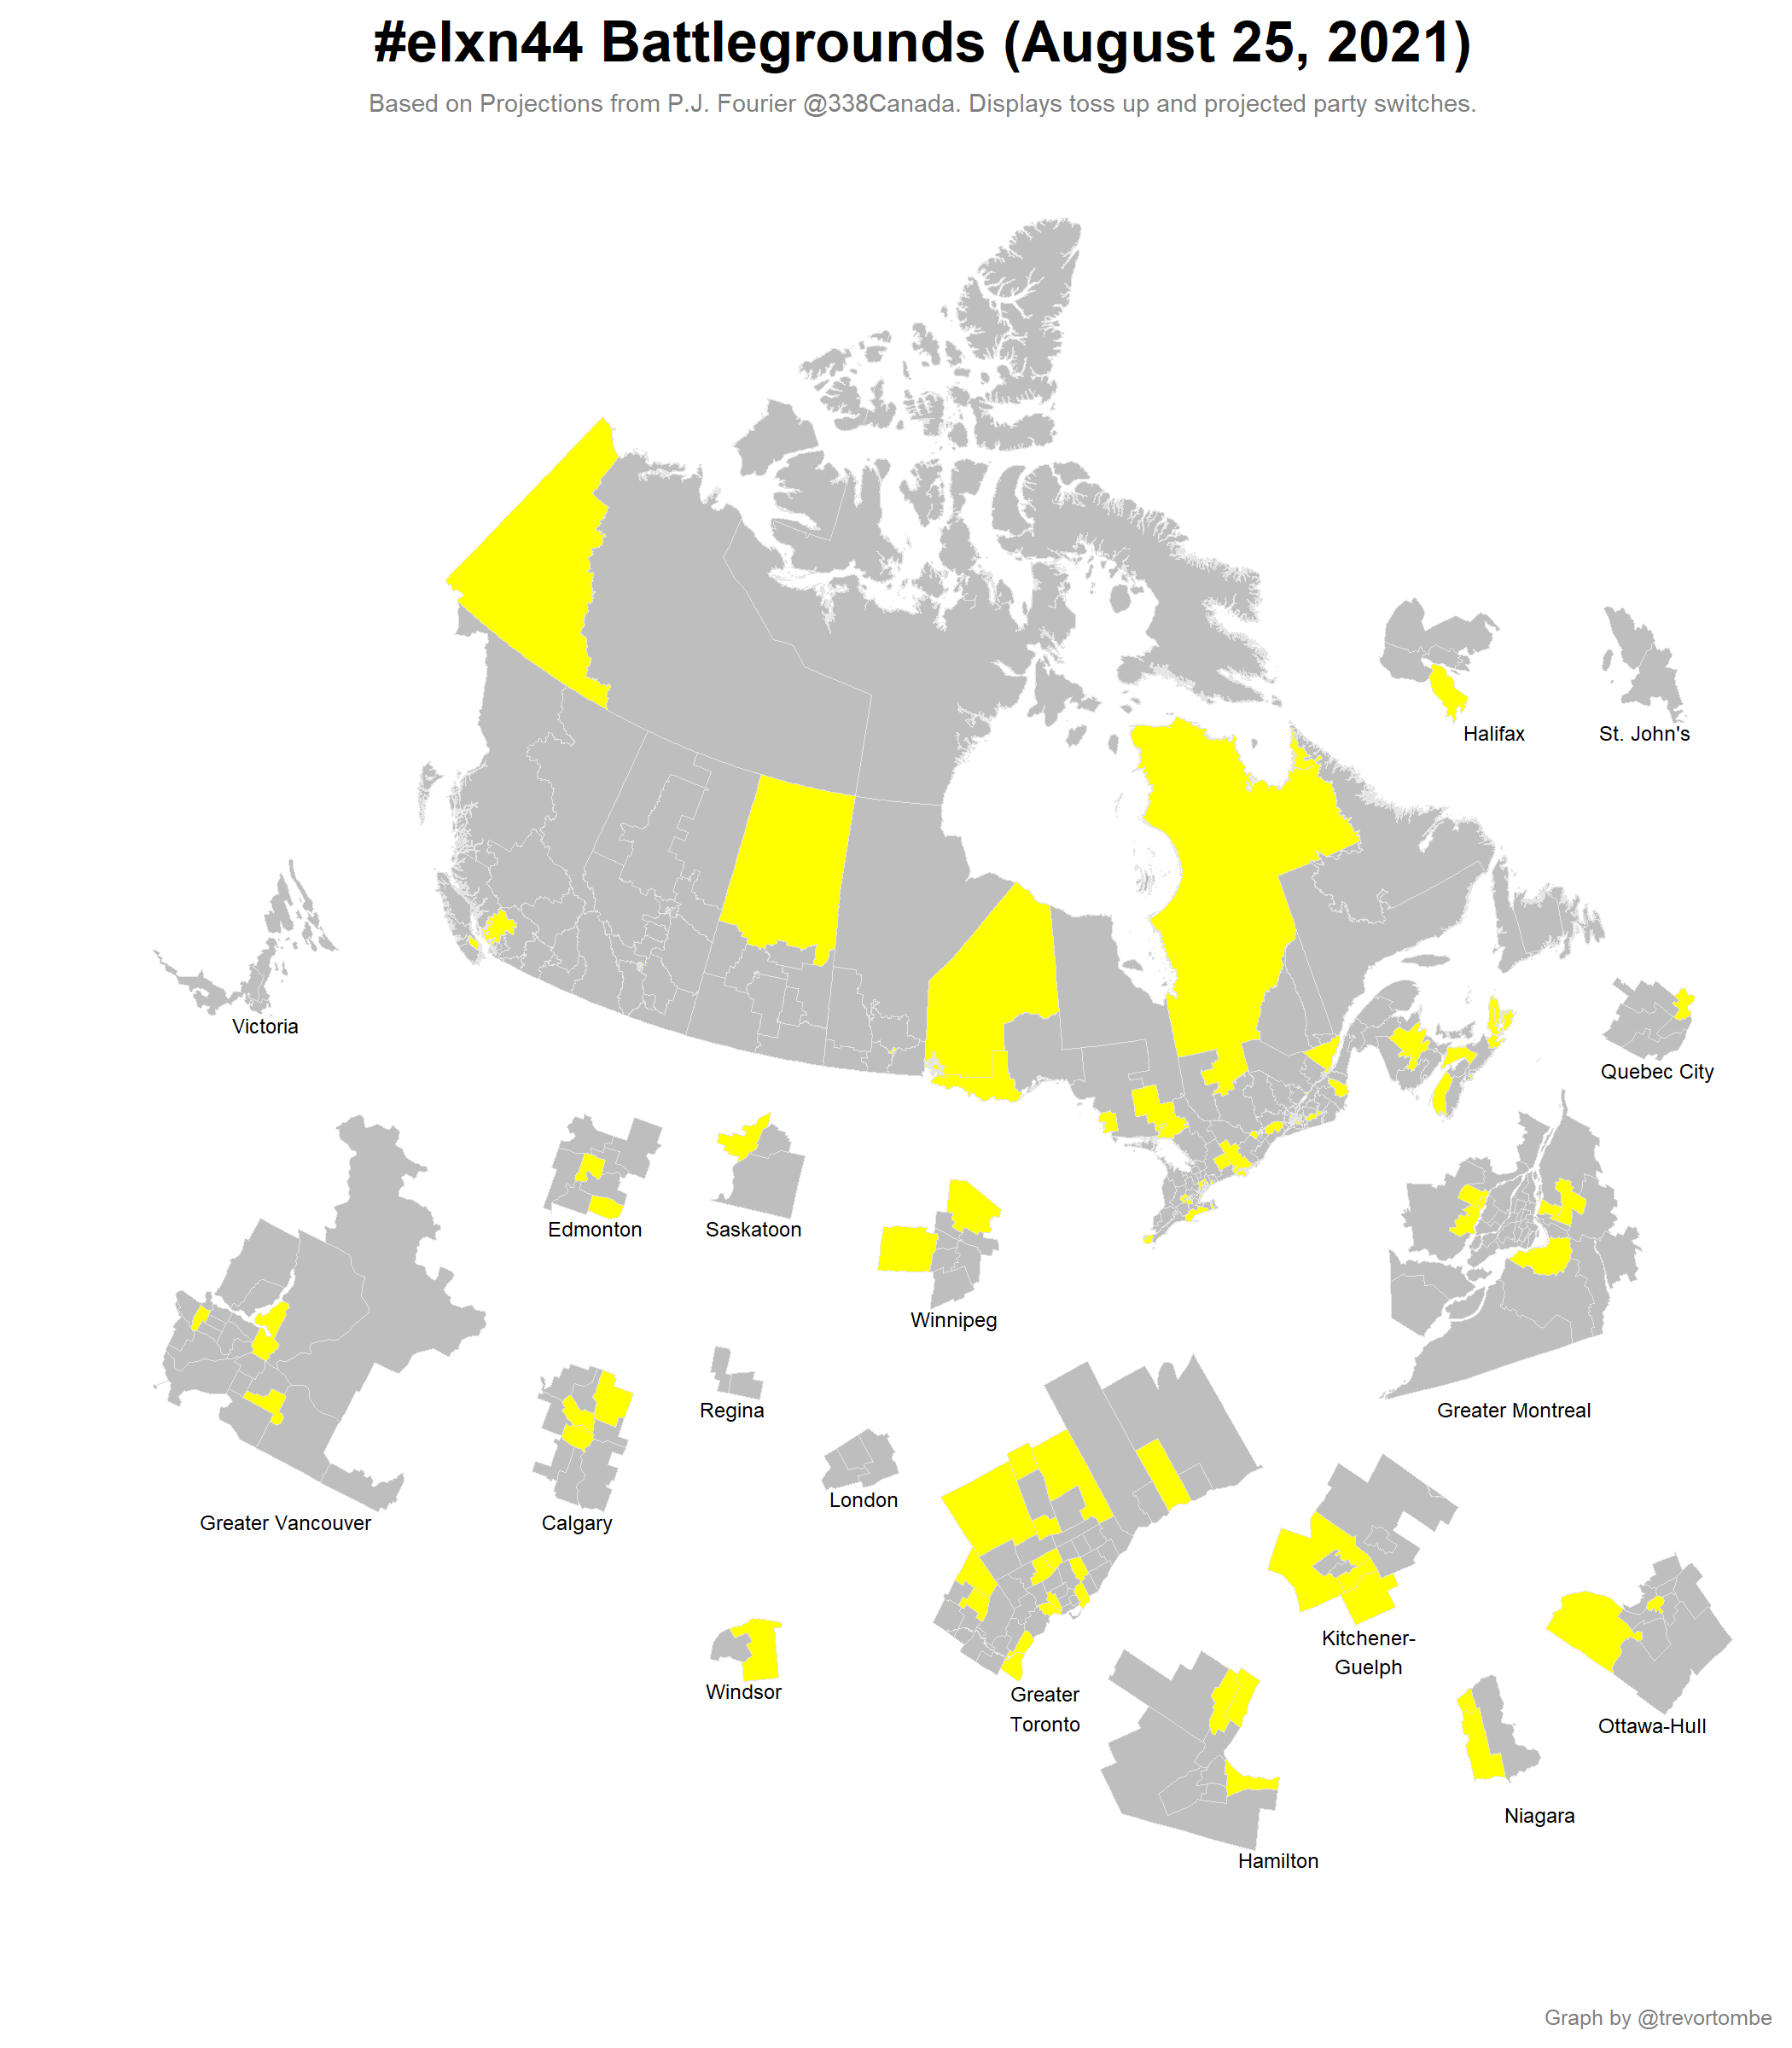 #elxn44 Battlegrounds (August 25, 2021)
Based on Projections from P.J. Fourier @338Canada. Displays toss up and projected party switches.
Halifax
St. John's
Victoria
Quebec City
Edmonton
Saskatoon
Winnipeg
Regina
Greater Montreal
London
Greater Vancouver
Calgary
Kitchener-
Guelph
Windsor
Greater
Toronto
Ottawa-Hull
Niagara
Hamilton
Graph by @trevortombe